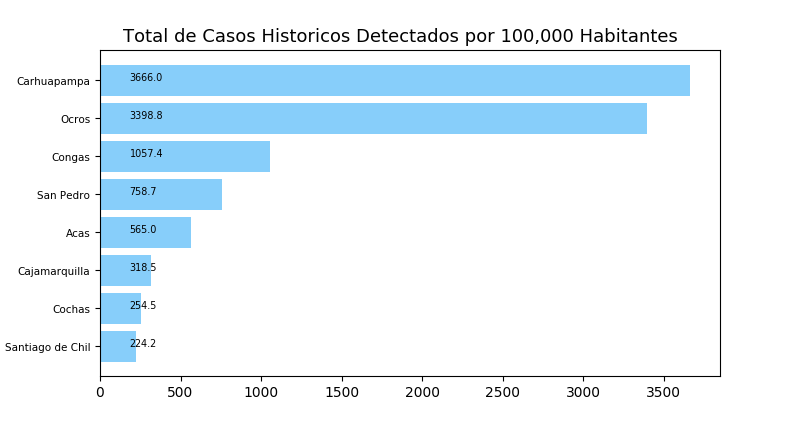 Total de Casos Historicos Detectados por 100,000 Habitantes
Carhuapampa 3666.0
Ocros 3398.8
Congas 1057.4
San Pedro 758.7
Acas 565.0
Cajamarquilla 318.5
Cochas 254.5
Santiago de Chil 224.2
0 500 1000 1500 2000 2500 3000 3500